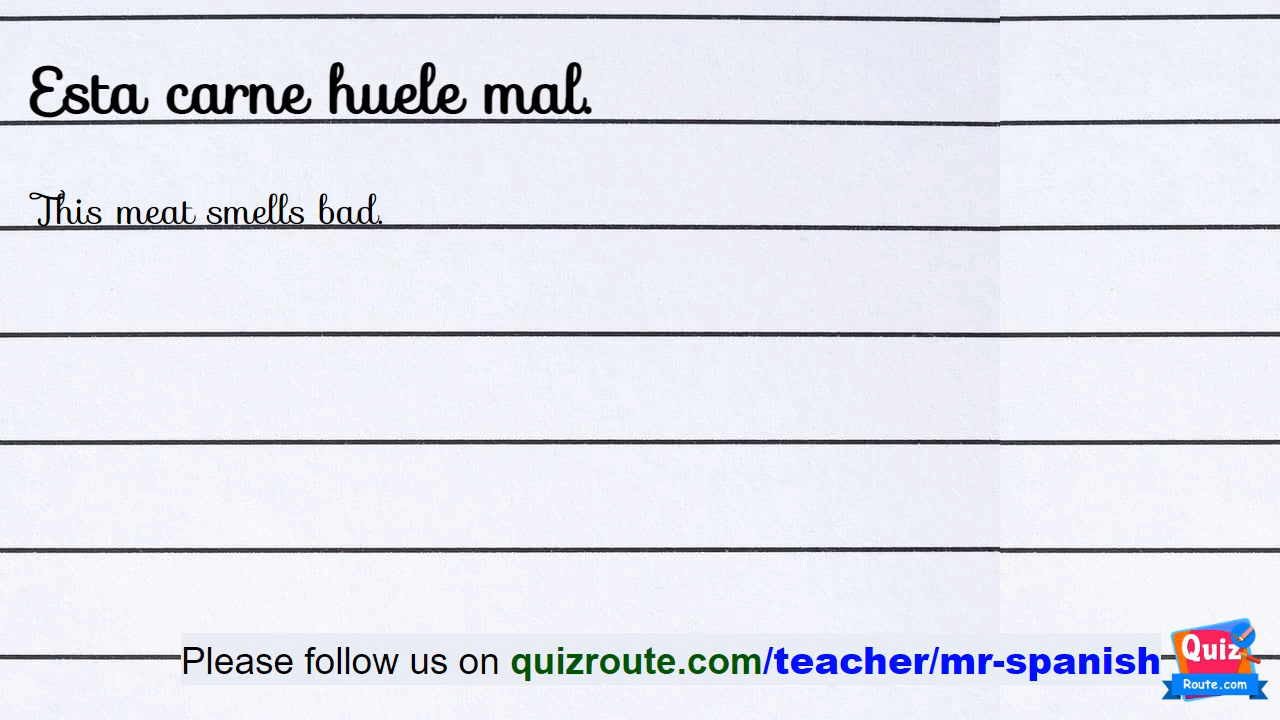 Esta carne huele mal.
This meat smells bad.
Please follow us on quizroute.com/teacher/mr-spanish
Quiz
Route.com